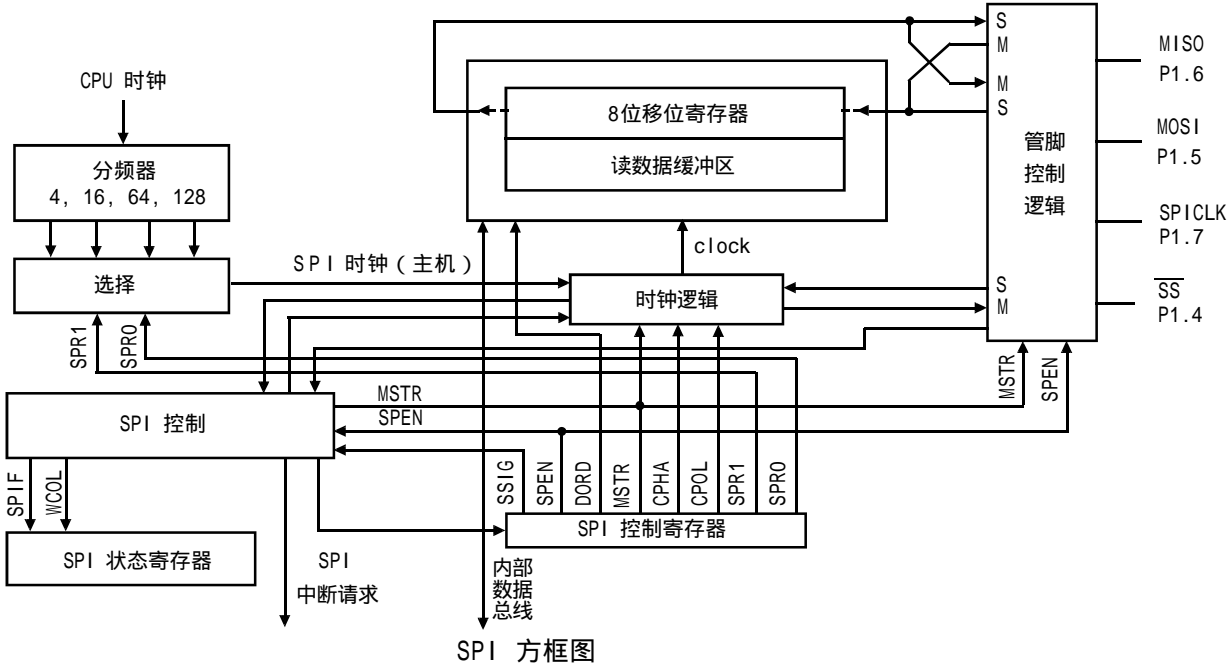 S
M
MISO
P1.6
CPU 时钟
M
S
8位移位寄存器
读数据缓冲区
管脚
控制
逻辑
MOSI
P1.5
分频器
4, 16, 64, 128
SPICLK
P1.7
clock
SPI 时钟(主机)
选择
时钟逻辑
S
M
SS
P1.4
SPR1
SPR0
MSTR
SPEN
MSTR
SPEN
SPI 控制
SPIF
WCOL
SSIG
SPEN
DORD
MSTR
CPHA
CPOL
SPR1
SPR0
SPI 控制寄存器
SPI 状态寄存器
SPI
中断请求
内部
数据
总线
SPI 方框图